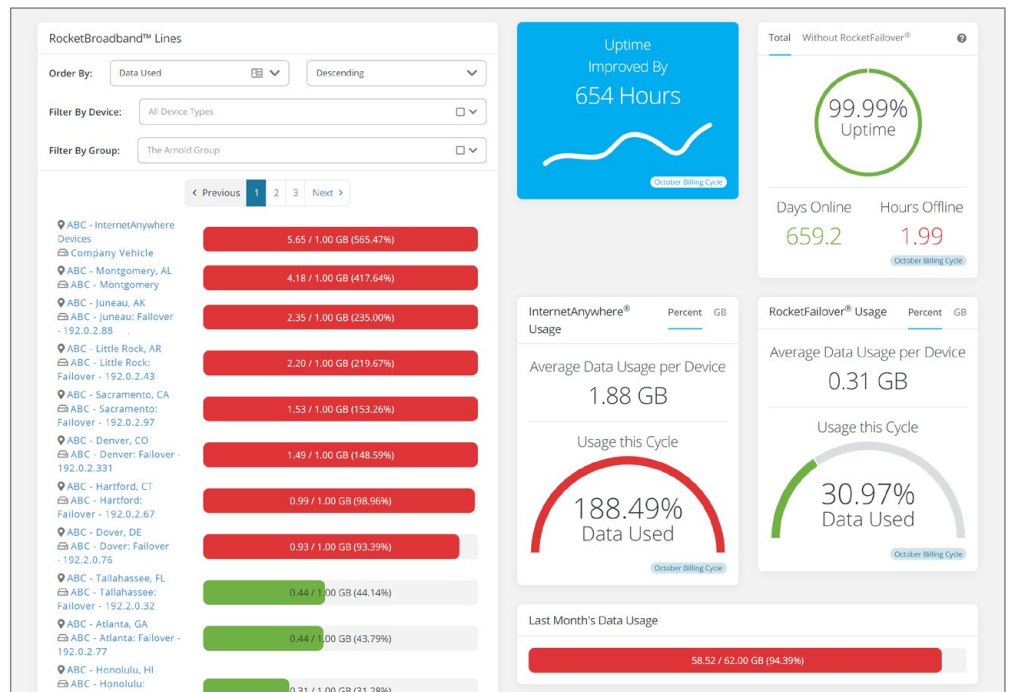 RocketBroadband™ Lines
Order By:
Data Used
Descending
Filter By Device:
All Device Types
Filter By Group:
The Arnold Group
Previous 1 2 3 Next
ABC - InternetAnywhere
Devices
Company Vehicle
5.65 / 1.00 GB (565.47%)
ABC - Montgomery, AL
ABC - Montgomery
4.18 / 1.00 GB (417.64%)
ABC - Juneau, AK
ABC - Juneau: Failover
- 192.0.2.88
2.35 / 1.00 GB (235.00%)
ABC - Little Rock, AR
ABC - Little Rock:
Failover - 192.0.2.43
2.20 / 1.00 GB (219.67%)
ABC - Sacramento, CA
ABC - Sacramento:
Failover - 192.0.2.97
1.53 / 1.00 GB (153.26%)
ABC - Denver, CO
ABC - Denver: Failover -
192.0.2.331
1.49 / 1.00 GB (148.59%)
ABC - Hartford, CT
ABC - Hartford:
Failover - 192.0.2.67
0.99 / 1.00 GB (98.96%)
ABC - Dover, DE
ABC - Dover: Failover
- 192.2.0.76
0.93 / 1.00 GB (93.39%)
ABC - Tallahassee, FL
ABC - Tallahassee:
Failover - 192.2.0.32
0.44 / 1.00 GB (44.14%)
ABC - Atlanta, GA
ABC - Atlanta: Failover -
192.0.2.77
0.44 / 1.00 GB (43.79%)
ABC - Honolulu, HI
ABC - Honolulu:
0.31 / 1.00 GB (31.28%)
Uptime
Improved By
654 Hours
October Billing Cycle
Total
Without RocketFailover®
99.99%
Uptime
Days Online
659.2
Hours Offline
1.99
October Billing Cycle
InternetAnywhere®
Usage
Percent GB
Average Data Usage per Device
1.88 GB
Usage this Cycle
188.49%
Data Used
October Billing Cycle
RocketFailover® Usage
Percent GB
Average Data Usage per Device
0.31 GB
Usage this Cycle
30.97%
Data Used
October Billing Cycle
Last Month's Data Usage
58.52 / 62.00 GB (94.39%)